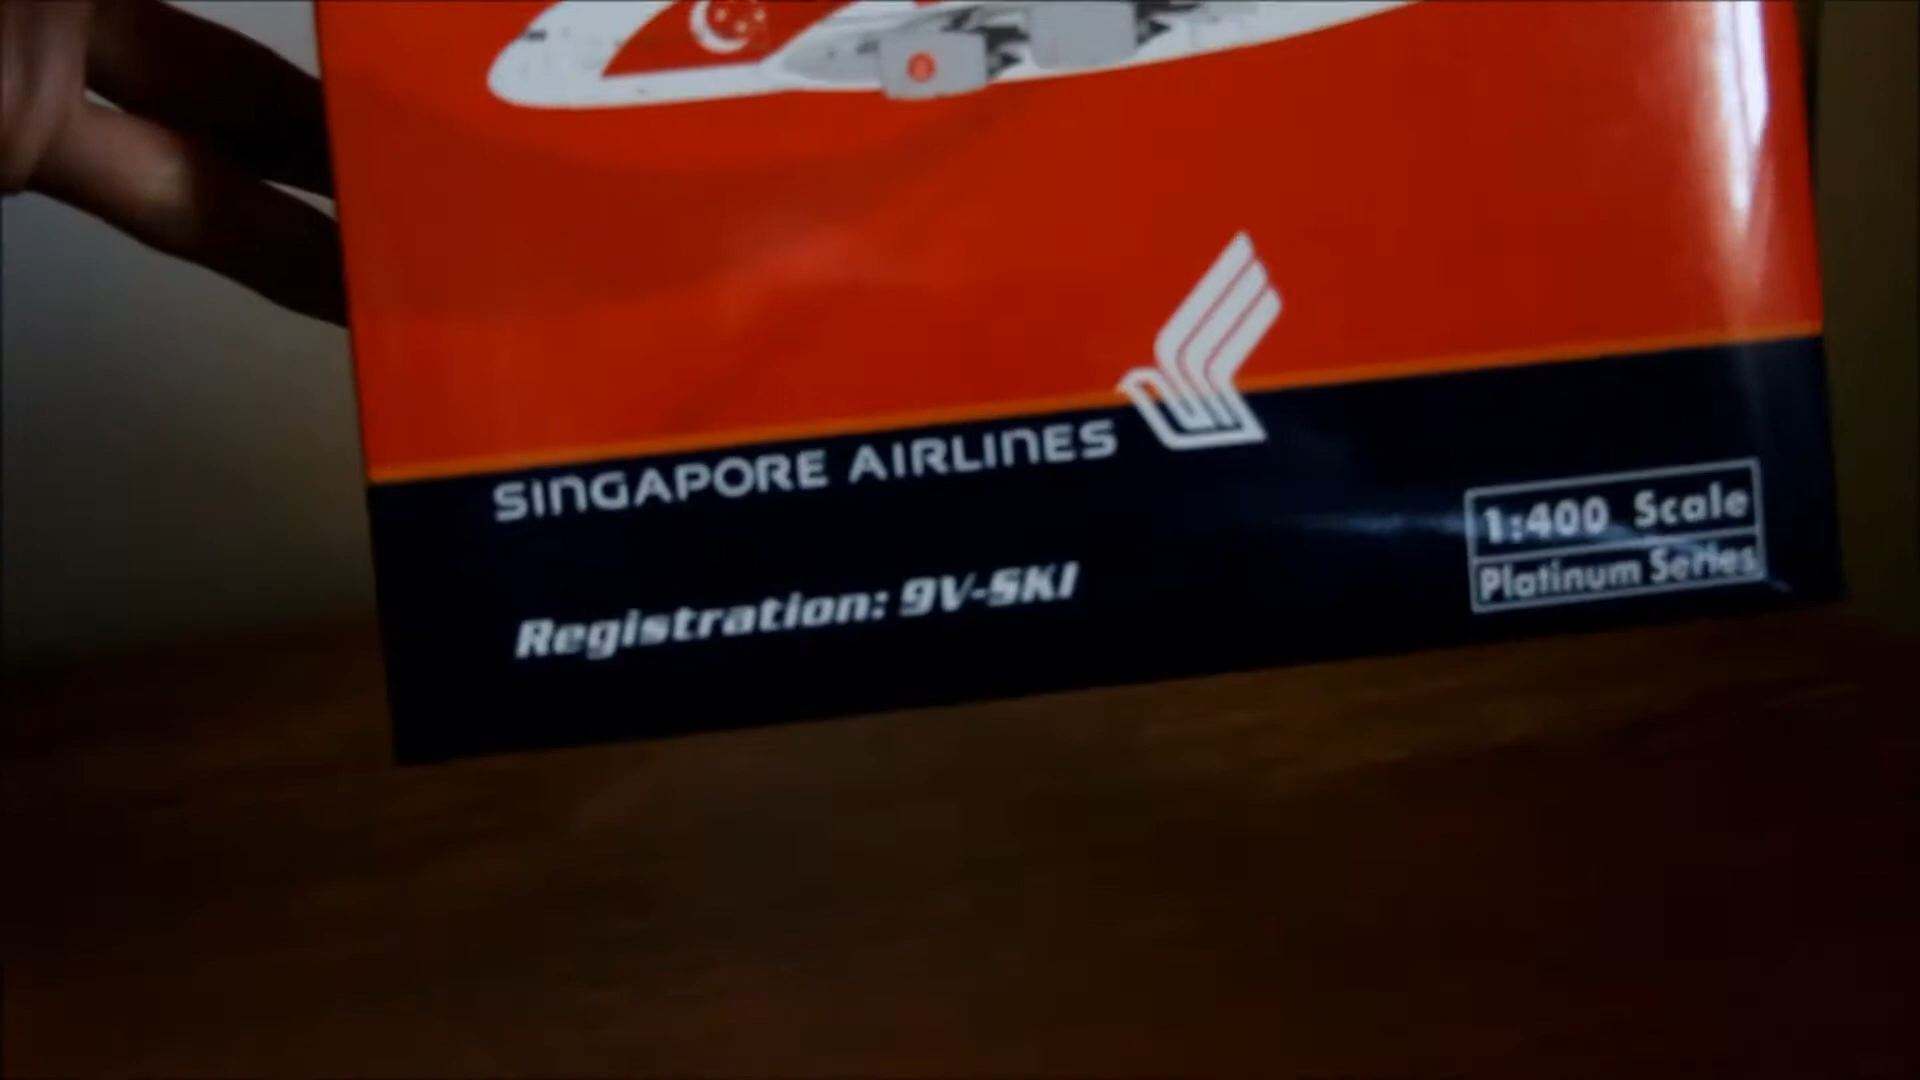 SINGAPORE AIRLINES
Registration: 9V-SKI
1:400 Scale
Platinum Series